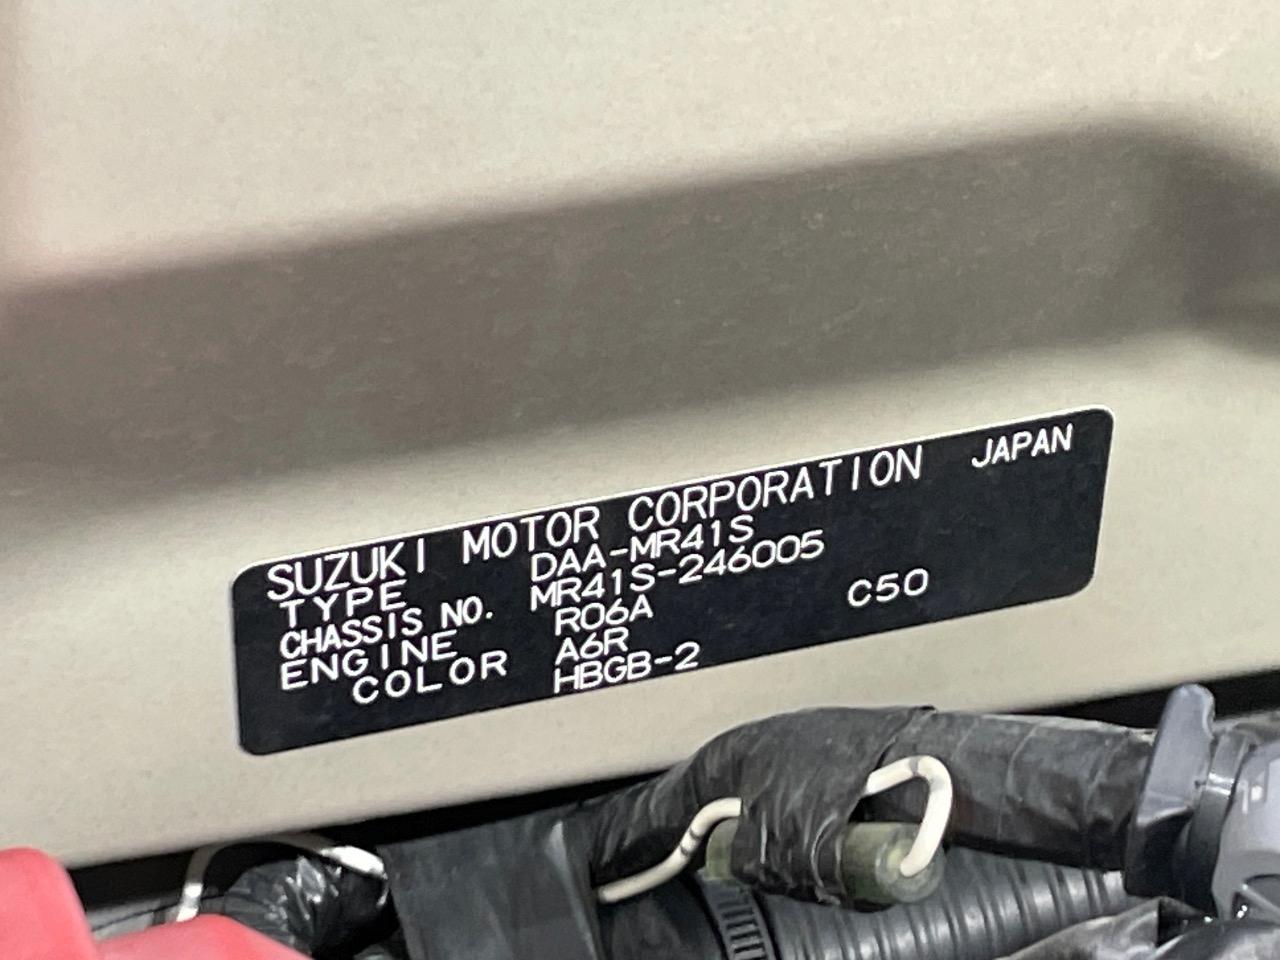 SUZUKI MOTOR CORPORATION JAPAN
TYPE DAA-MR41S
CHASSIS NO. MR41S-246005
ENGINE R06A
COLOR A6R C50
HBGB-2